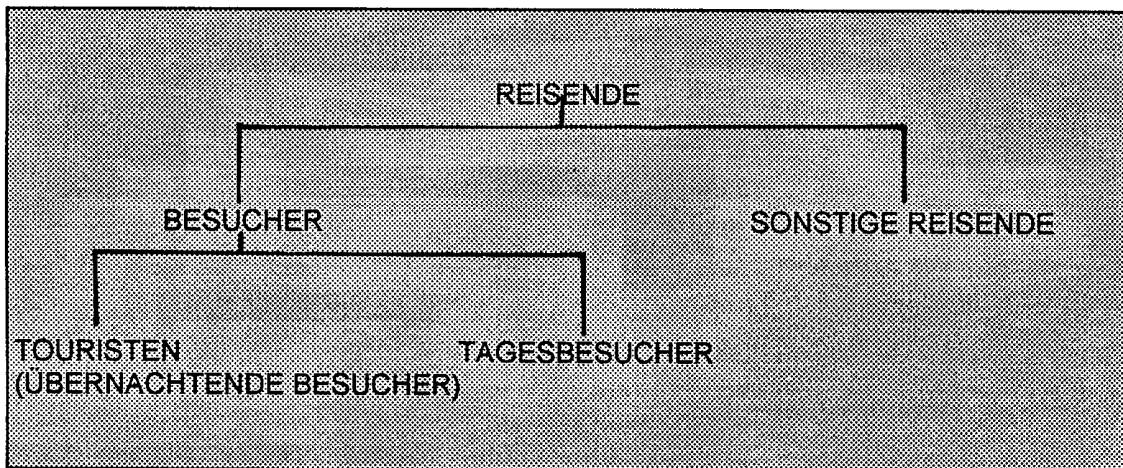 REISENDE
BESUCHER
SONSTIGE REISENDE
TOURISTEN
(ÜBERNACHTENDE BESUCHER)
TAGESBESUCHER